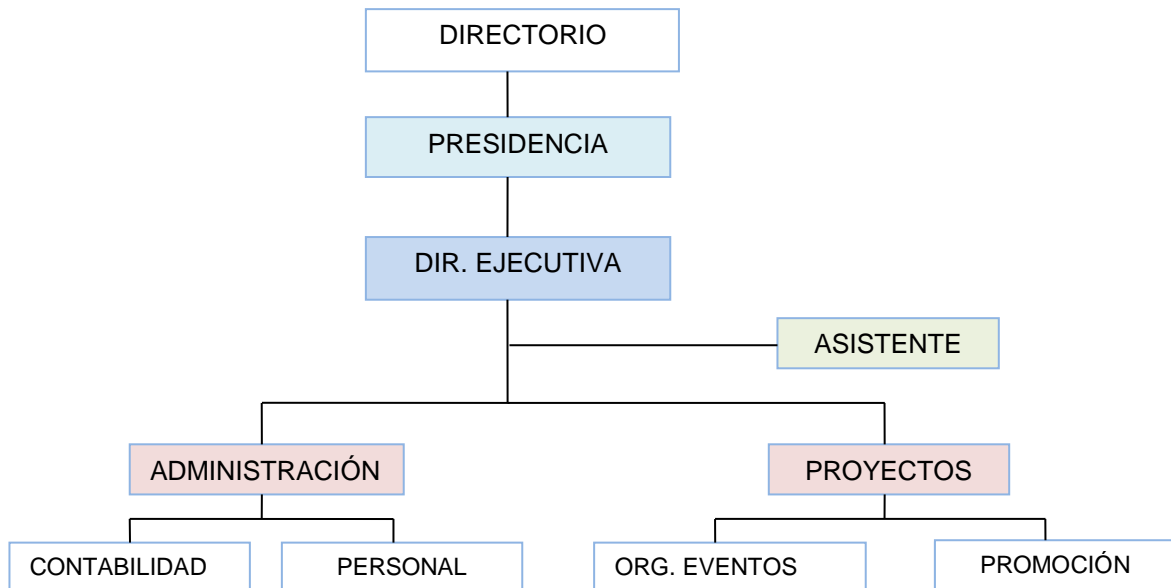 DIRECTORIO
PRESIDENCIA
DIR. EJECUTIVA
ASISTENTE
ADMINISTRACIÓN
PROYECTOS
CONTABILIDAD
PERSONAL
ORG. EVENTOS
PROMOCIÓN